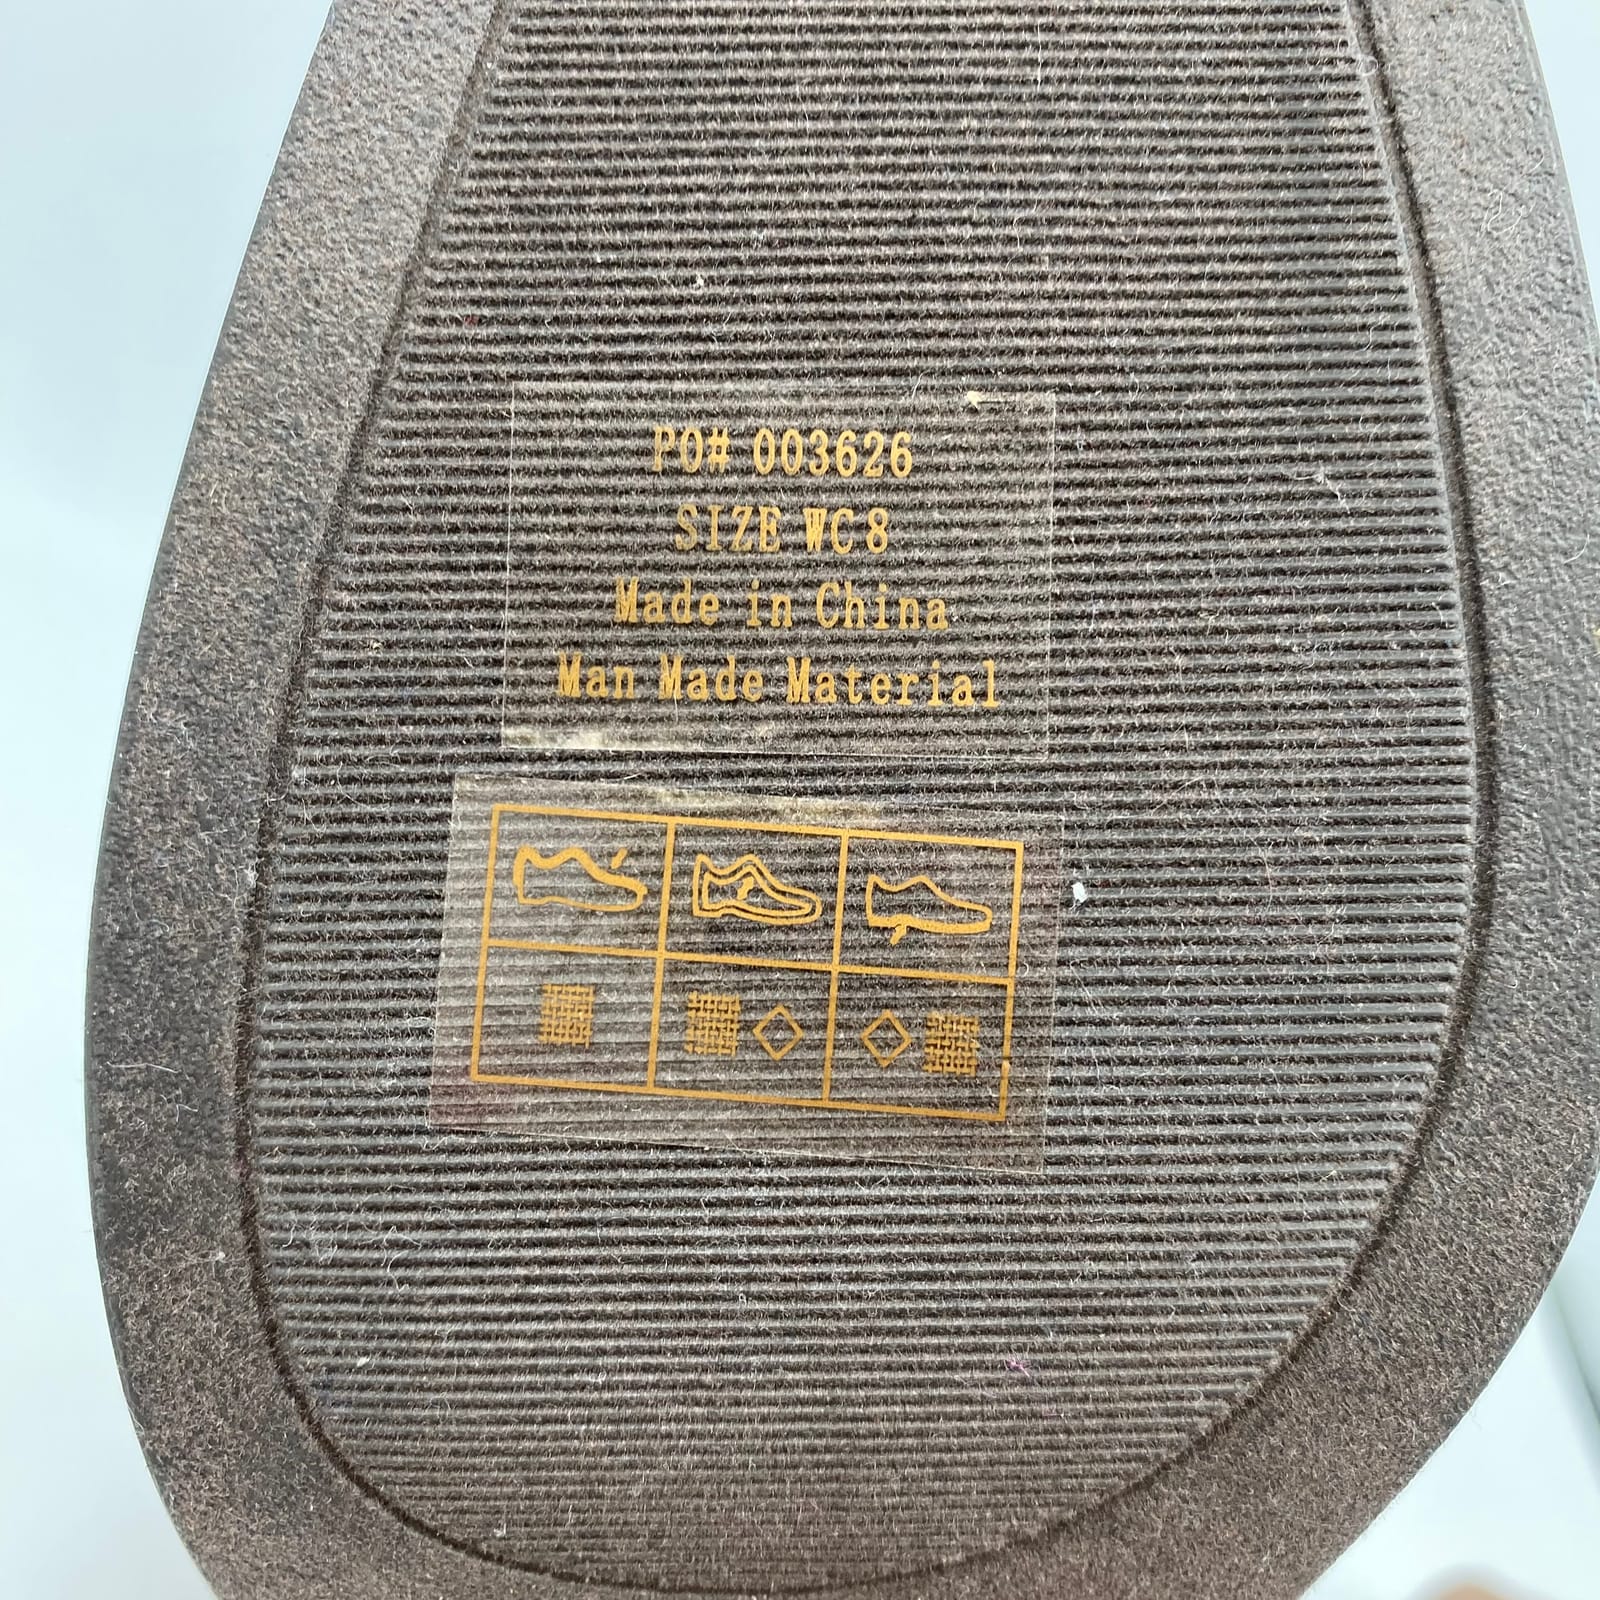 PO# 003626
SIZE WC8
Made in China
Man Made Material